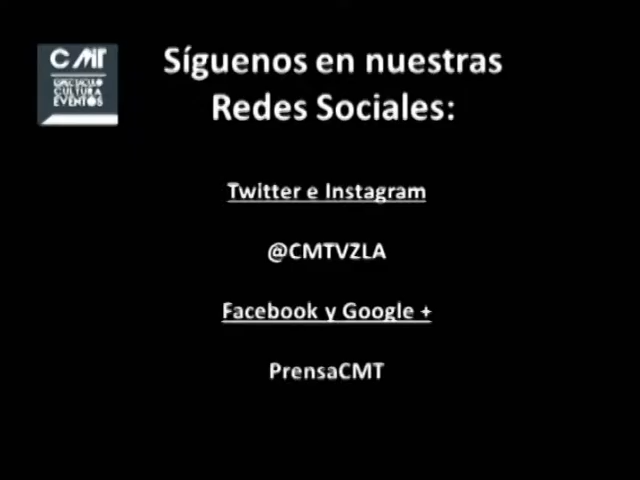 CMT
ESPECTÁCULO
CULTURA
EVENTOS
Síguenos en nuestras
Redes Sociales:
Twitter e Instagram
@CMTVZLA
Facebook y Google +
PrensaCMT